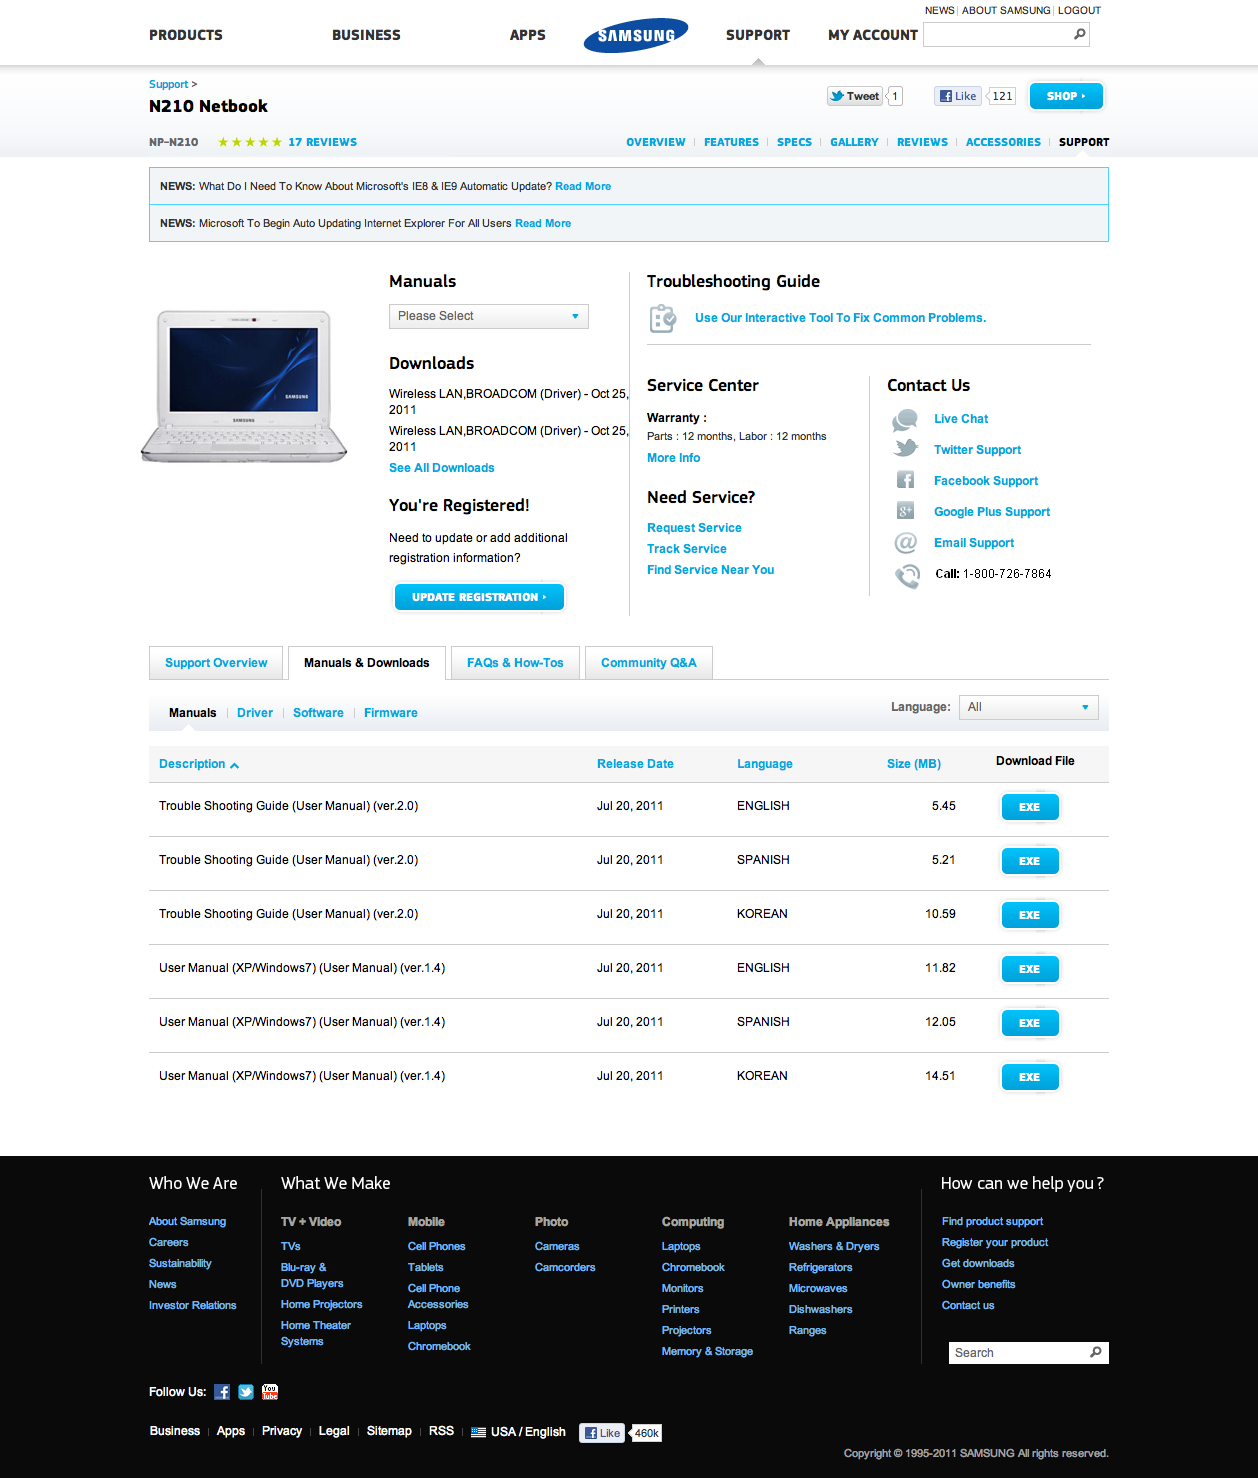 NEWS | ABOUT SAMSUNG | LOGOUT
PRODUCTS BUSINESS APPS SAMSUNG SUPPORT MY ACCOUNT
Support >
N210 Netbook
Tweet 1 Like 121 SHOP
NP-N210 17 REVIEWS
OVERVIEW | FEATURES | SPECS | GALLERY | REVIEWS | ACCESSORIES | SUPPORT
NEWS: What Do I Need To Know About Microsoft's IE8 & IE9 Automatic Update? Read More
NEWS: Microsoft To Begin Auto Updating Internet Explorer For All Users Read More
SAMSUNG
SAMSUNG
Manuals
Please Select
Downloads
Wireless LAN,BROADCOM (Driver) - Oct 25,
2011
Wireless LAN,BROADCOM (Driver) - Oct 25,
2011
See All Downloads
You're Registered!
Need to update or add additional
registration information?
UPDATE REGISTRATION
Troubleshooting Guide
Use Our Interactive Tool To Fix Common Problems.
Service Center
Warranty :
Parts : 12 months, Labor : 12 months
More Info
Need Service?
Request Service
Track Service
Find Service Near You
Contact Us
Live Chat
Twitter Support
Facebook Support
Google Plus Support
Email Support
Call: 1-800-726-7864
Support Overview Manuals & Downloads FAQs & How-Tos Community Q&A
Manuals | Driver | Software | Firmware
Language: All
Description Release Date Language Size (MB) Download File
Trouble Shooting Guide (User Manual) (ver.2.0) Jul 20, 2011 ENGLISH 5.45 EXE
Trouble Shooting Guide (User Manual) (ver.2.0) Jul 20, 2011 SPANISH 5.21 EXE
Trouble Shooting Guide (User Manual) (ver.2.0) Jul 20, 2011 KOREAN 10.59 EXE
User Manual (XP/Windows7) (User Manual) (ver.1.4) Jul 20, 2011 ENGLISH 11.82 EXE
User Manual (XP/Windows7) (User Manual) (ver.1.4) Jul 20, 2011 SPANISH 12.05 EXE
User Manual (XP/Windows7) (User Manual) (ver.1.4) Jul 20, 2011 KOREAN 14.51 EXE
Who We Are
About Samsung
Careers
Sustainability
News
Investor Relations
What We Make
TV + Video
TVs
Blu-ray &
DVD Players
Home Projectors
Home Theater
Systems
Mobile
Cell Phones
Tablets
Cell Phone
Accessories
Laptops
Chromebook
Photo
Cameras
Camcorders
Computing
Laptops
Chromebook
Monitors
Printers
Projectors
Memory & Storage
Home Appliances
Washers & Dryers
Refrigerators
Microwaves
Dishwashers
Ranges
How can we help you?
Find product support
Register your product
Get downloads
Owner benefits
Contact us
Search
Follow Us: You Tube
Business | Apps | Privacy | Legal | Sitemap | RSS | USA / English Like 460k
Copyright © 1995-2011 SAMSUNG All rights reserved.